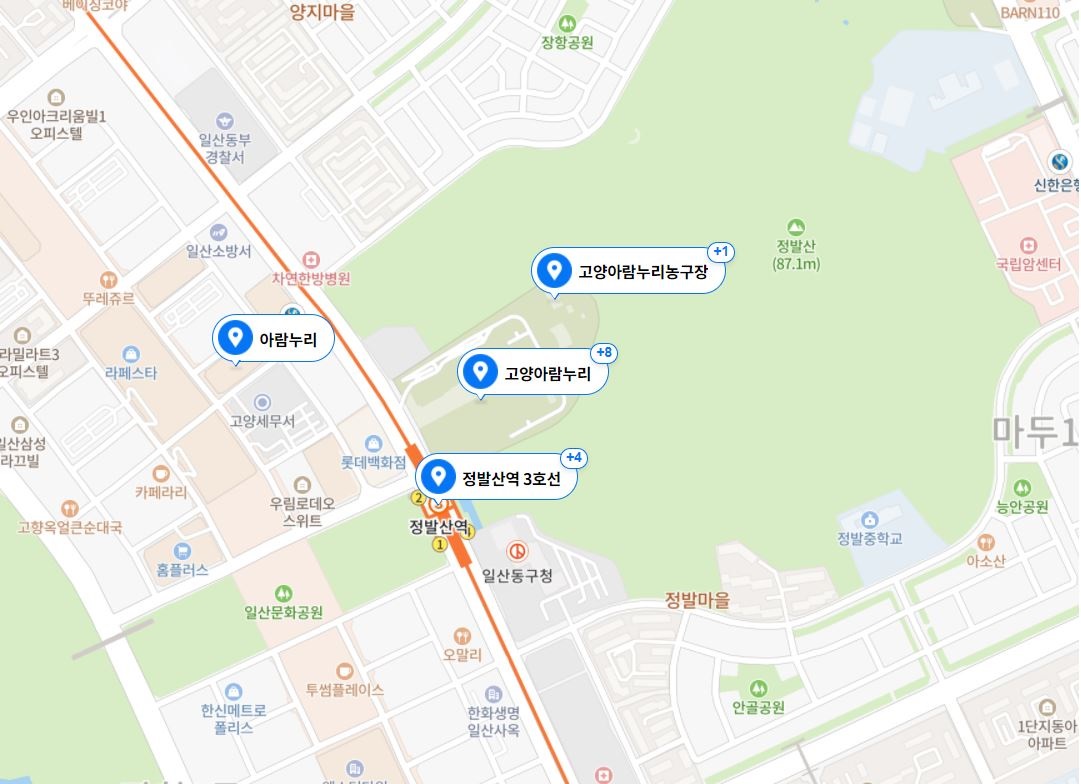 베이징코야
양지마을
장항공원
BARN110
우인아크리움빌1
오피스텔
일산동부
경찰서
신한은행
일산소방서
차연한방병원
정발산
(87.1m)
국립암센터
고양아람누리농구장
+1
뚜레쥬르
아람누리
라밀라트3
오피스텔
라페스타
고양아람누리
+8
고양세무서
마두1
일산삼성
라끄빌
롯데백화점
정발산역 3호선
+4
카페라리
2
3
우림로데오
스위트
능안공원
고향옥얼큰순대국
정발산역
1
정발중학교
홈플러스
일산동구청
아소산
일산문화공원
정발마을
오말리
투썸플레이스
한신메트로
폴리스
한화생명
일산사옥
안골공원
1단지동아
아파트